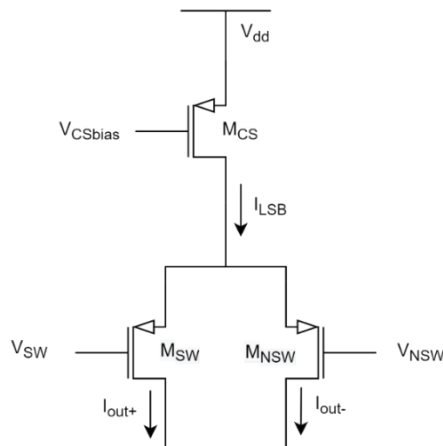 Vdd
VCSbias
MCS
ILSB
VSW
MSW
MNSW
VNSW
Iout+
Iout-